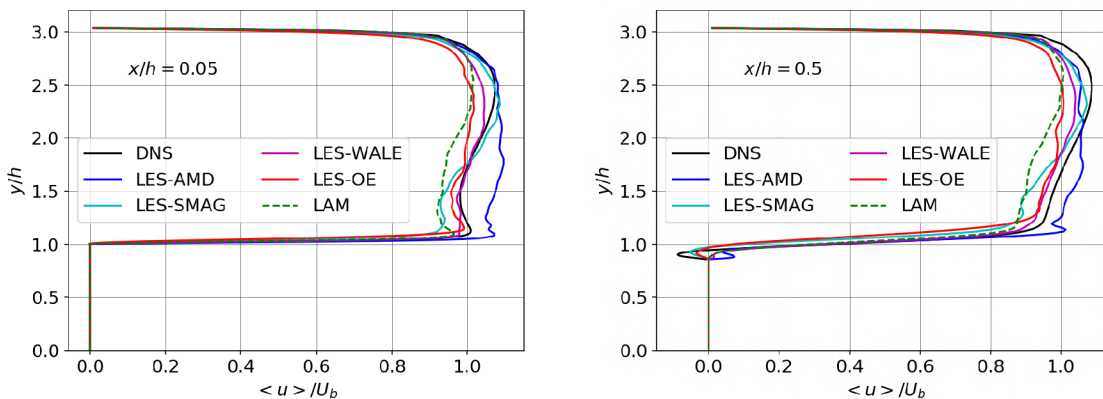 3.0
x/h = 0.05
2.5
2.0
DNS LES-WALE
LES-AMD LES-OE
LES-SMAG LAM
y/h
1.5
1.0
0.5
0.0
0.0 0.2 0.4 0.6 0.8 1.0
< u > /U_b
3.0
x/h = 0.5
2.5
2.0
DNS LES-WALE
LES-AMD LES-OE
LES-SMAG LAM
y/h
1.5
1.0
0.5
0.0
0.0 0.2 0.4 0.6 0.8 1.0
< u > /U_b